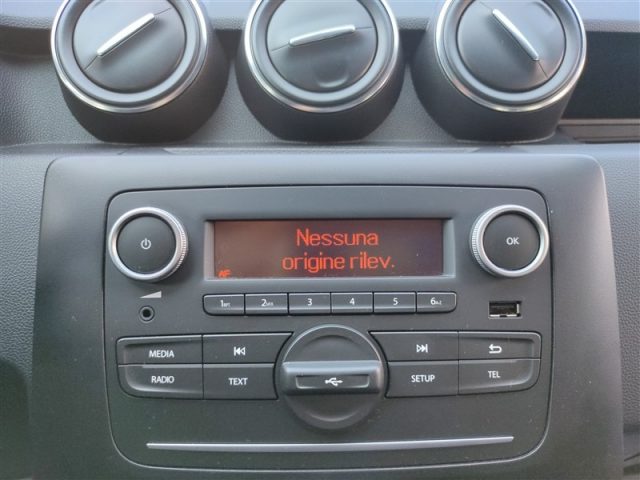 Nessuna
origine rilev.
AF
OK
1 2 3 4 5 6
MEDIA
RADIO
TEXT
SETUP
TEL